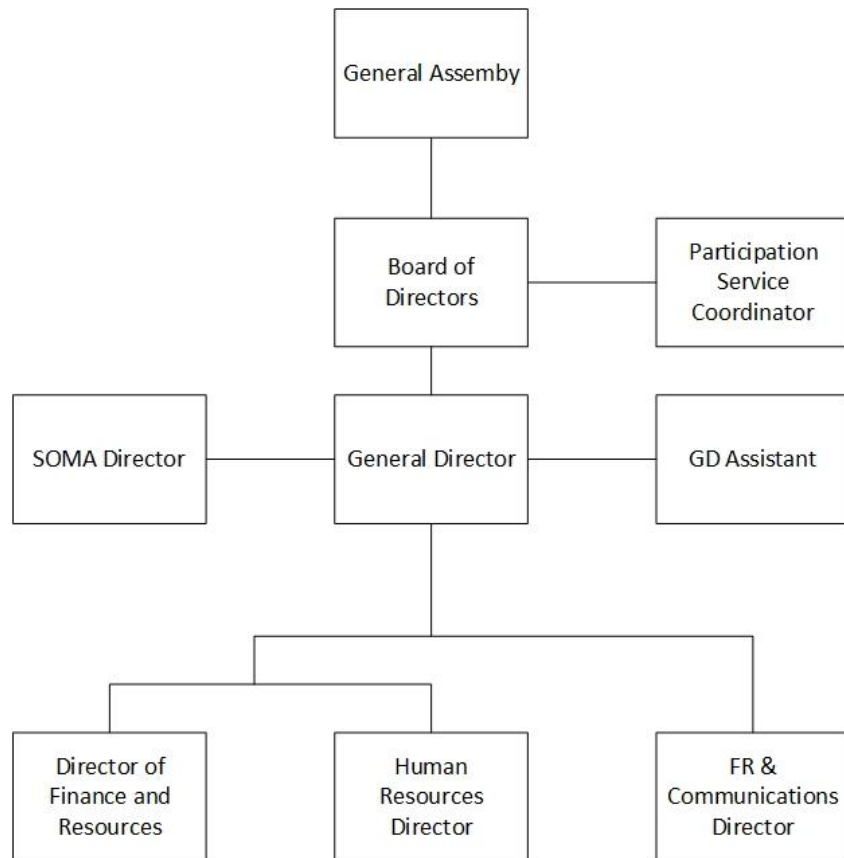 General Assemby
Board of
Directors
Participation
Service
Coordinator
SOMA Director
General Director
GD Assistant
Director of
Finance and
Resources
Human
Resources
Director
FR &
Communications
Director